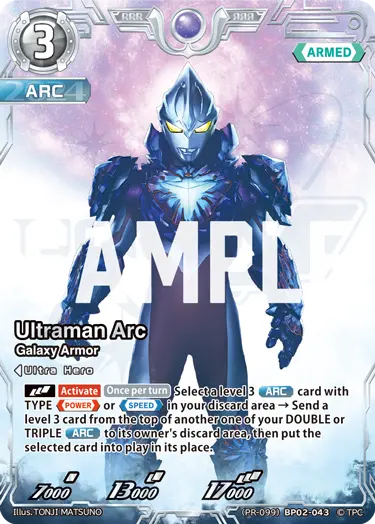 3
ARMED
2024
ARC
AMPL
Ultraman Arc
Galaxy Armor
Ultra Hero
Activate Once per turn Select a level 3 ARC card with
TYPE POWER or SPEED in your discard area → Send a
level 3 card from the top of another one of your DOUBLE or
TRIPLE ARC to its owner's discard area, then put the
selected card into play in its place.
7000 13000 17000
Illus.TONJI MATSUNO (PR-099) BP02-043 © TPC